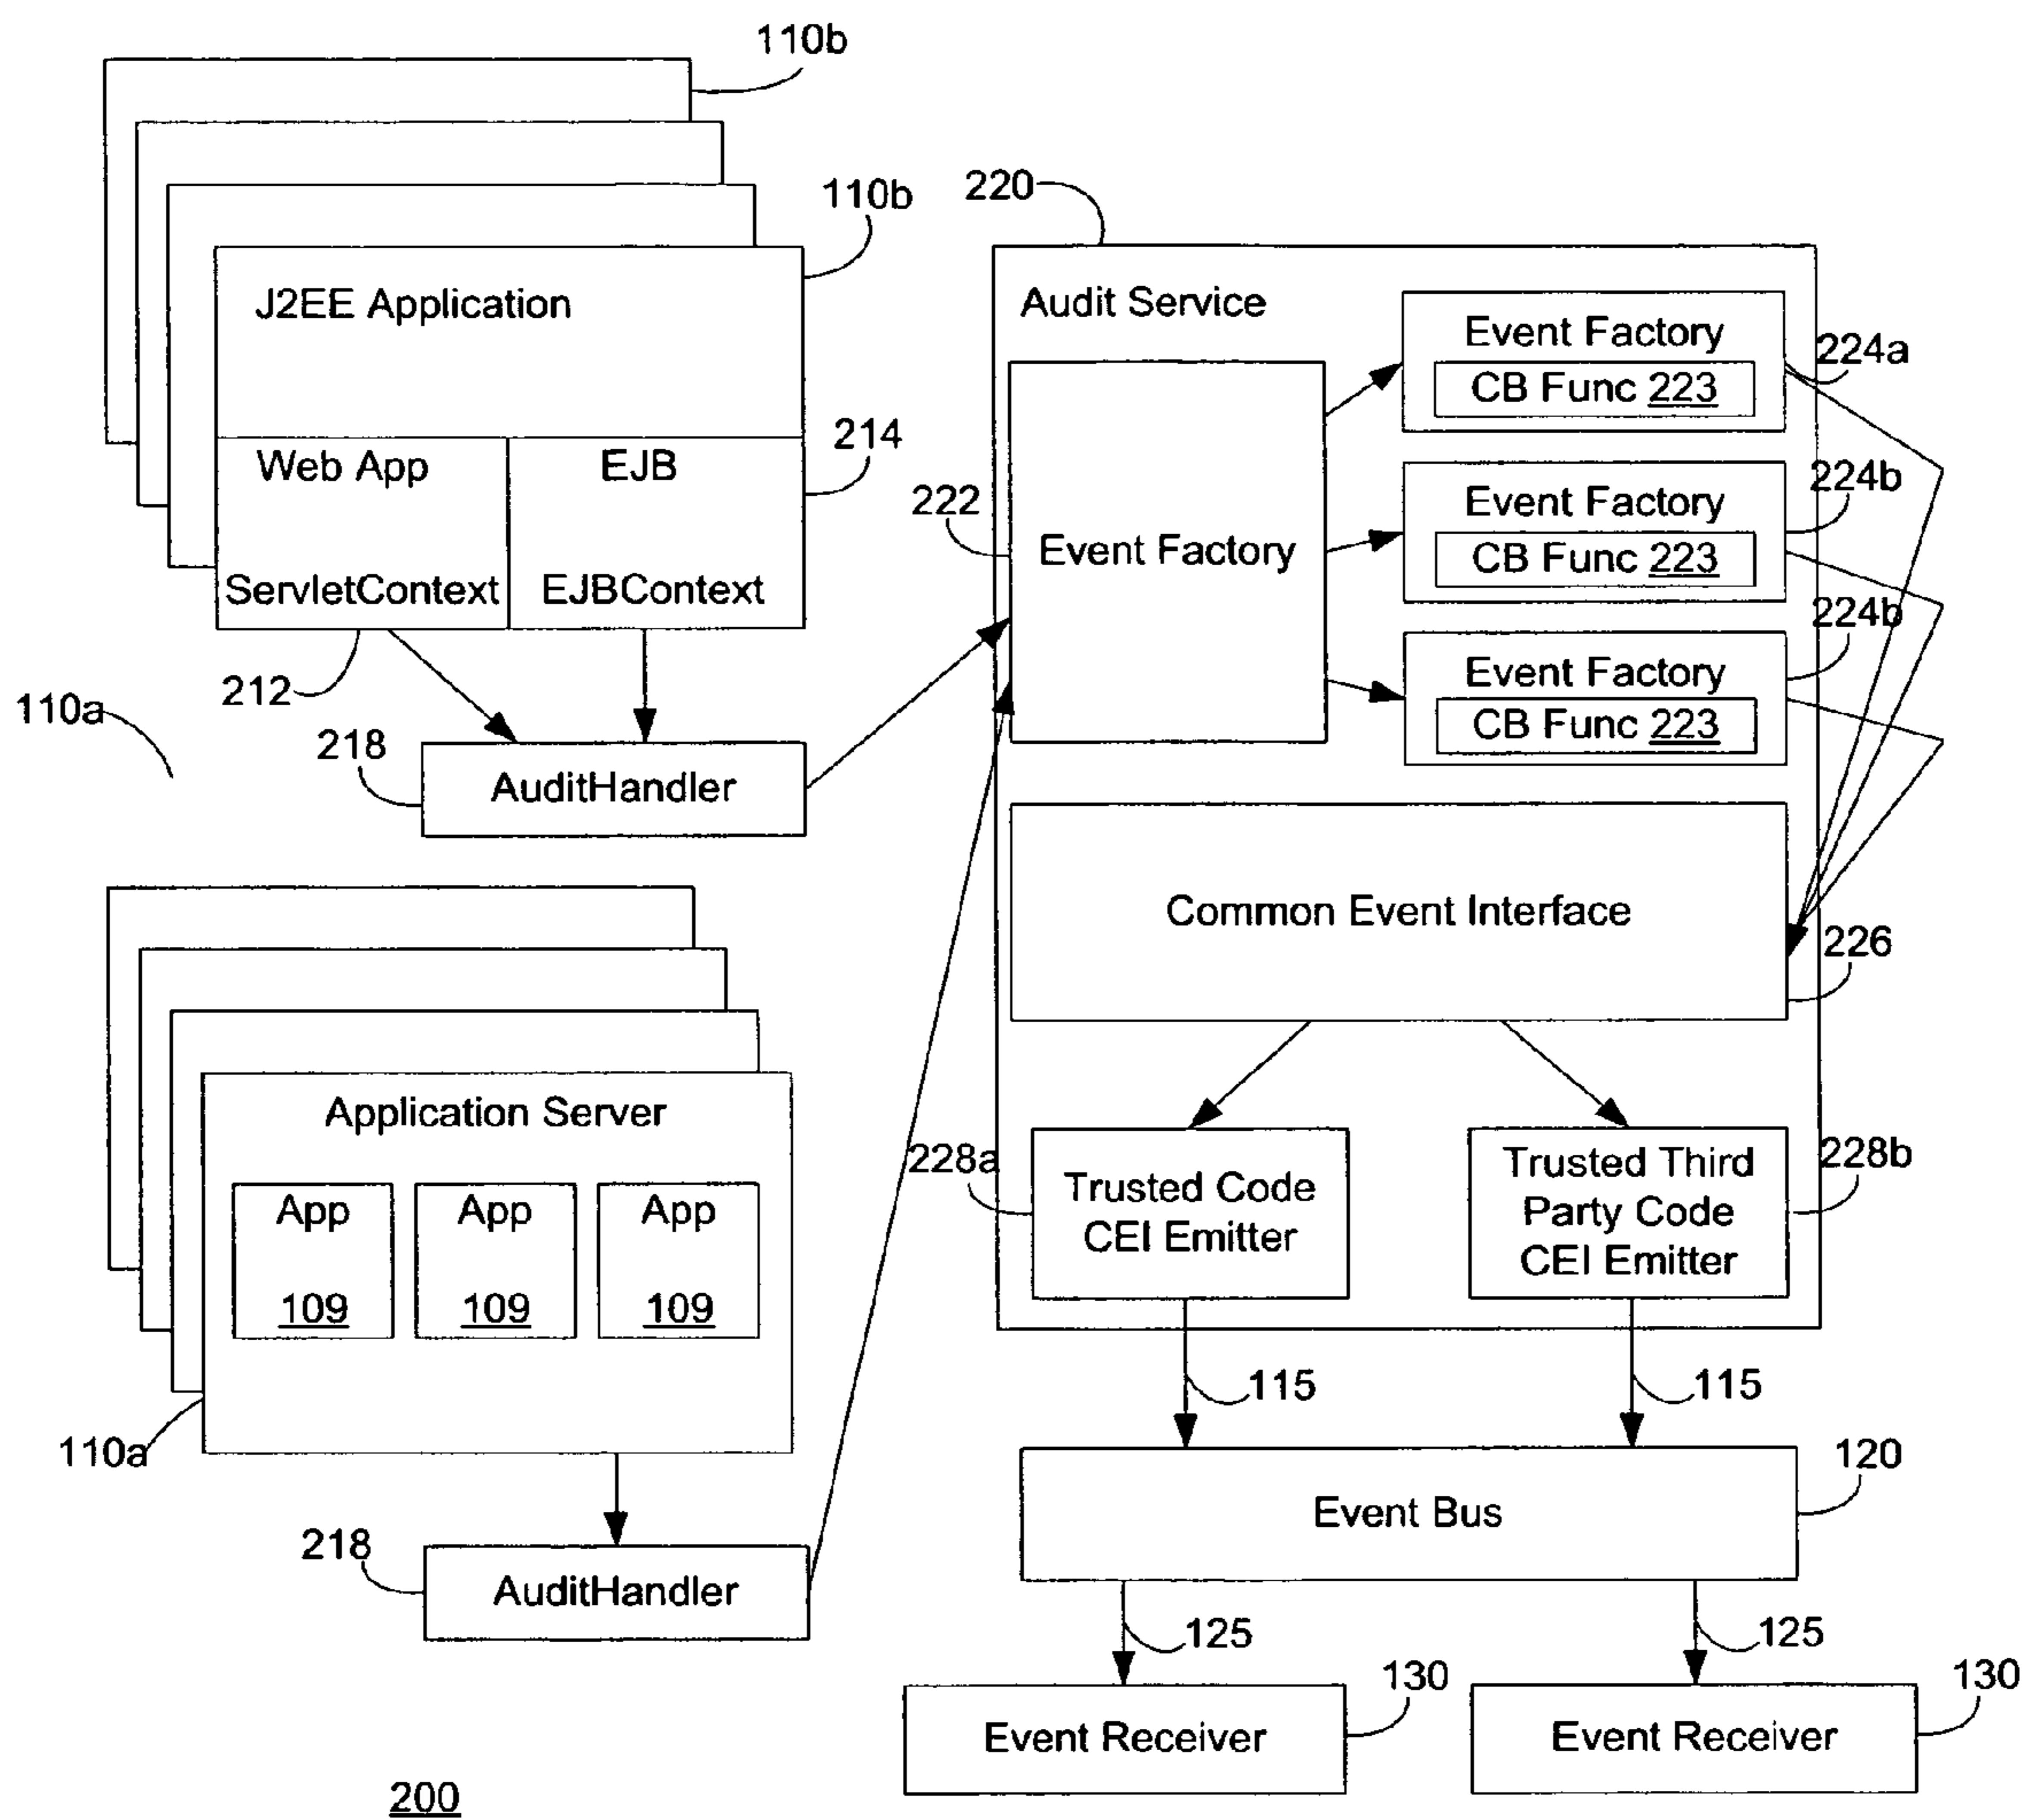 110b
110b
J2EE Application
214
Web App
EJB
ServletContext
EJBContext
212
110a
218
AuditHandler
Application Server
App
109
App
109
App
109
110a
218
AuditHandler
220
Audit Service
222
Event Factory
Event Factory
CB Func 223
224a
Event Factory
CB Func 223
224b
Event Factory
CB Func 223
224b
Common Event Interface
226
228a
Trusted Code
CEI Emitter
Trusted Third
Party Code
CEI Emitter
228b
115
115
Event Bus
120
125
125
Event Receiver
130
Event Receiver
130
200